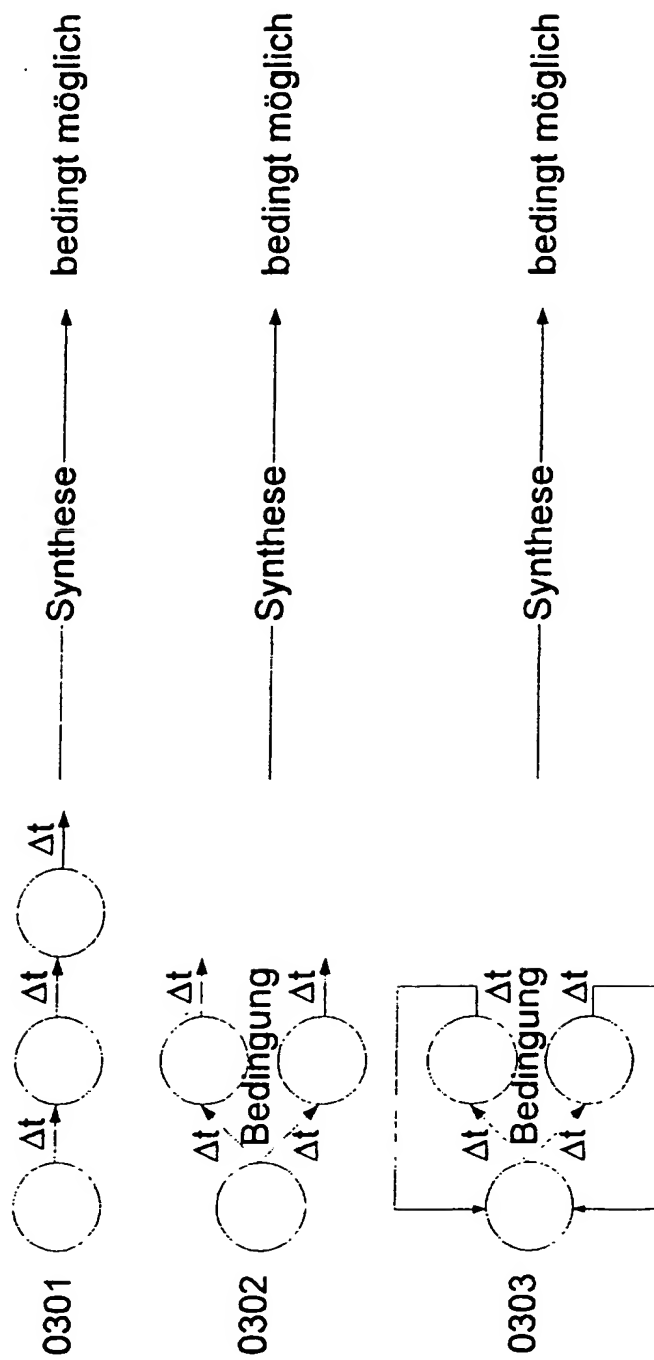 0301 Δt Δt Δt Synthese bedingt möglich
0302 Δt Δt Bedingung Δt Δt Synthese bedingt möglich
0303 Δt Δt Bedingung Δt Δt Synthese bedingt möglich